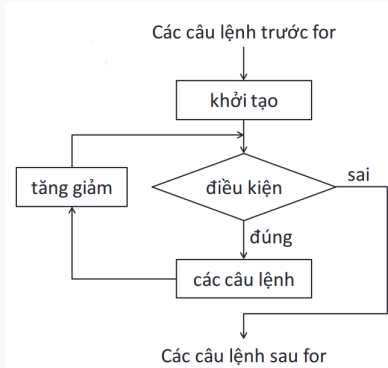 Các câu lệnh trước for
khởi tạo
tăng giảm
điều kiện
sai
đúng
các câu lệnh
Các câu lệnh sau for